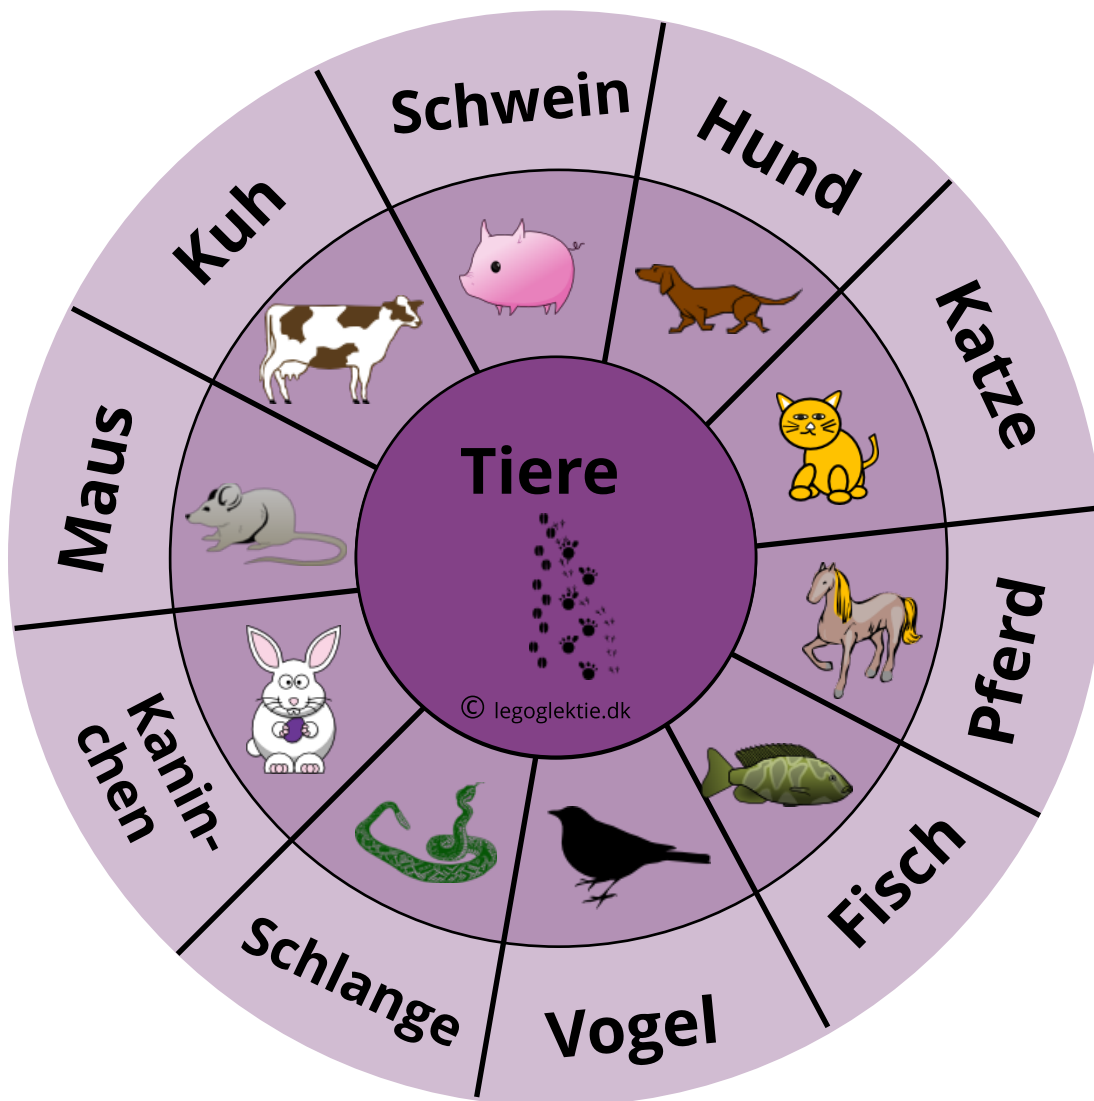 Schwein
Hund
Katze
Pferd
Fisch
Vogel
Schlange
Kanin-
chen
Maus
Kuh
Tiere
© legoglektie.dk